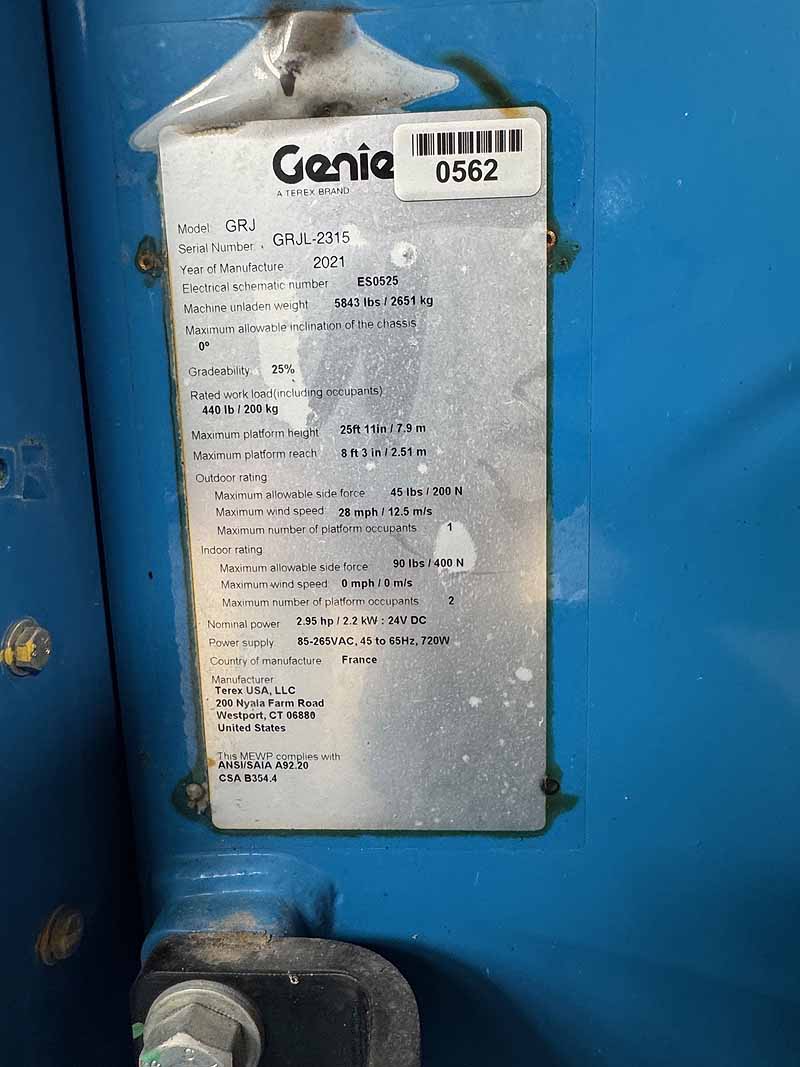 Genie
0562
A TEREX BRAND
Model GRJ
Serial Number GRJL-2315
Year of Manufacture 2021
Electrical schematic number ES0525
Machine unladen weight 5843 lbs / 2651 kg
Maximum allowable inclination of the chassis
0º
Gradeability 25%
Rated work load(including occupants)
440 lb / 200 kg
Maximum platform height 25ft 11in / 7.9 m
Maximum platform reach 8 ft 3 in / 2.51 m
Outdoor rating
Maximum allowable side force 45 lbs / 200 N
Maximum wind speed 28 mph / 12.5 m/s
Maximum number of platform occupants 1
Indoor rating
Maximum allowable side force 90 lbs / 400 N
Maximum wind speed 0 mph / 0 m/s
Maximum number of platform occupants 2
Nominal power 2.95 hp / 2.2 kW : 24V DC
Power supply 85-265VAC, 45 to 65Hz, 720W
Country of manufacture France
Manufacturer
Terex USA, LLC
200 Nyala Farm Road
Westport, CT 06880
United States
This MEWP complies with
ANSI/SAIA A92.20
CSA B354.4